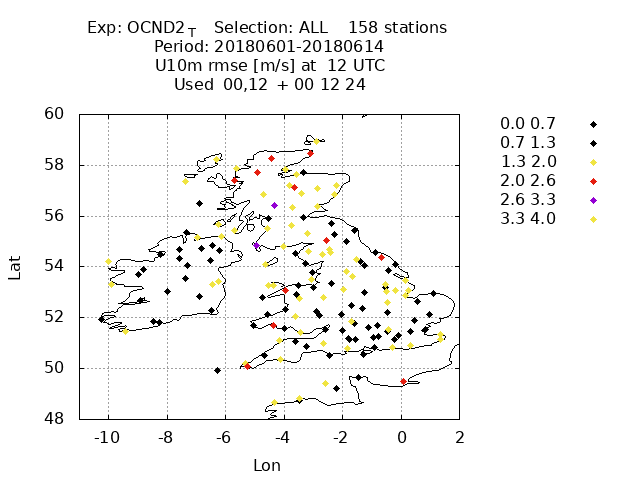 Exp: OCND2 T Selection: ALL 158 stations
Period: 20180601-20180614
U10m rmse [m/s] at 12 UTC
Used 00,12 + 00 12 24
60
58
56
54
52
50
48
Lat
-10 -8 -6 -4 -2 0 2
Lon
0.0 0.7
0.7 1.3
1.3 2.0
2.0 2.6
2.6 3.3
3.3 4.0